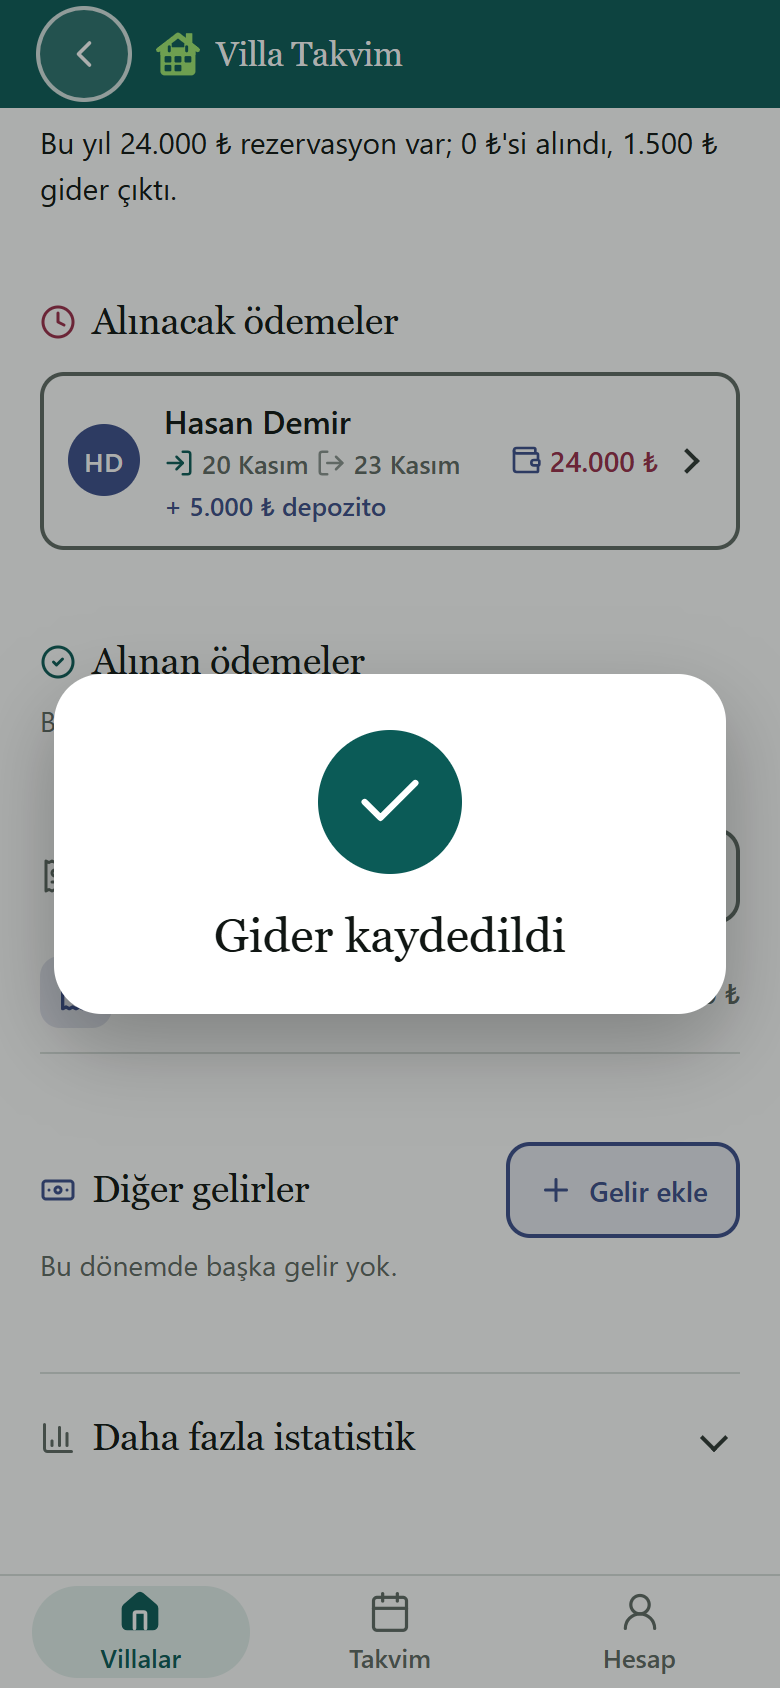 Villa Takvim
Bu yıl 24.000 ₺ rezervasyon var; 0 ₺'si alındı, 1.500 ₺
gider çıktı.
Alınacak ödemeler
HD
Hasan Demir
20 Kasım 23 Kasım
+ 5.000 ₺ depozito
24.000 ₺
Alınan ödemeler
Gider kaydedildi
₺
Diğer gelirler
+ Gelir ekle
Bu dönemde başka gelir yok.
Daha fazla istatistik
Villalar
Takvim
Hesap